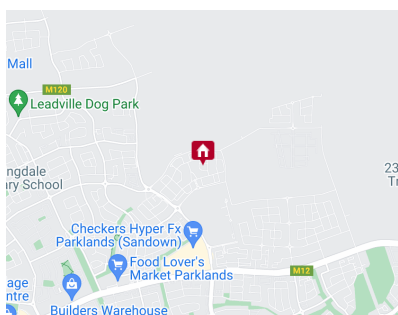 Mall
M120
Leadville Dog Park
ngdale
ary School
23
Tr
Checkers Hyper Fx
Parklands (Sandown)
Food Lover's
Market Parklands
M12
age
entre
Builders Warehouse